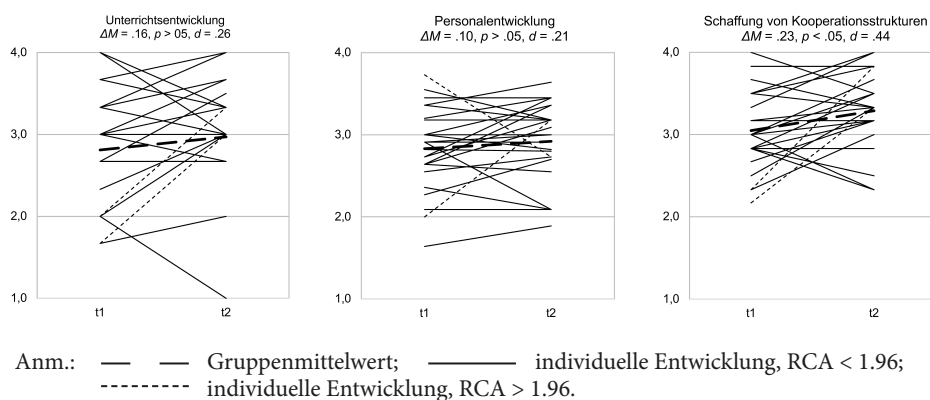 Unterrichtsentwicklung
ΔM = .16, p > 05, d = .26
4,0
3,0
2,0
1,0
t1
t2
Personalentwicklung
ΔM = .10, p > .05, d = .21
4,0
3,0
2,0
1,0
t1
t2
Schaffung von Kooperationsstrukturen
ΔM = .23, p < .05, d = .44
4,0
3,0
2,0
1,0
t1
t2
Anm.: Gruppenmittelwert; individuelle Entwicklung, RCA < 1.96;
individuelle Entwicklung, RCA > 1.96.